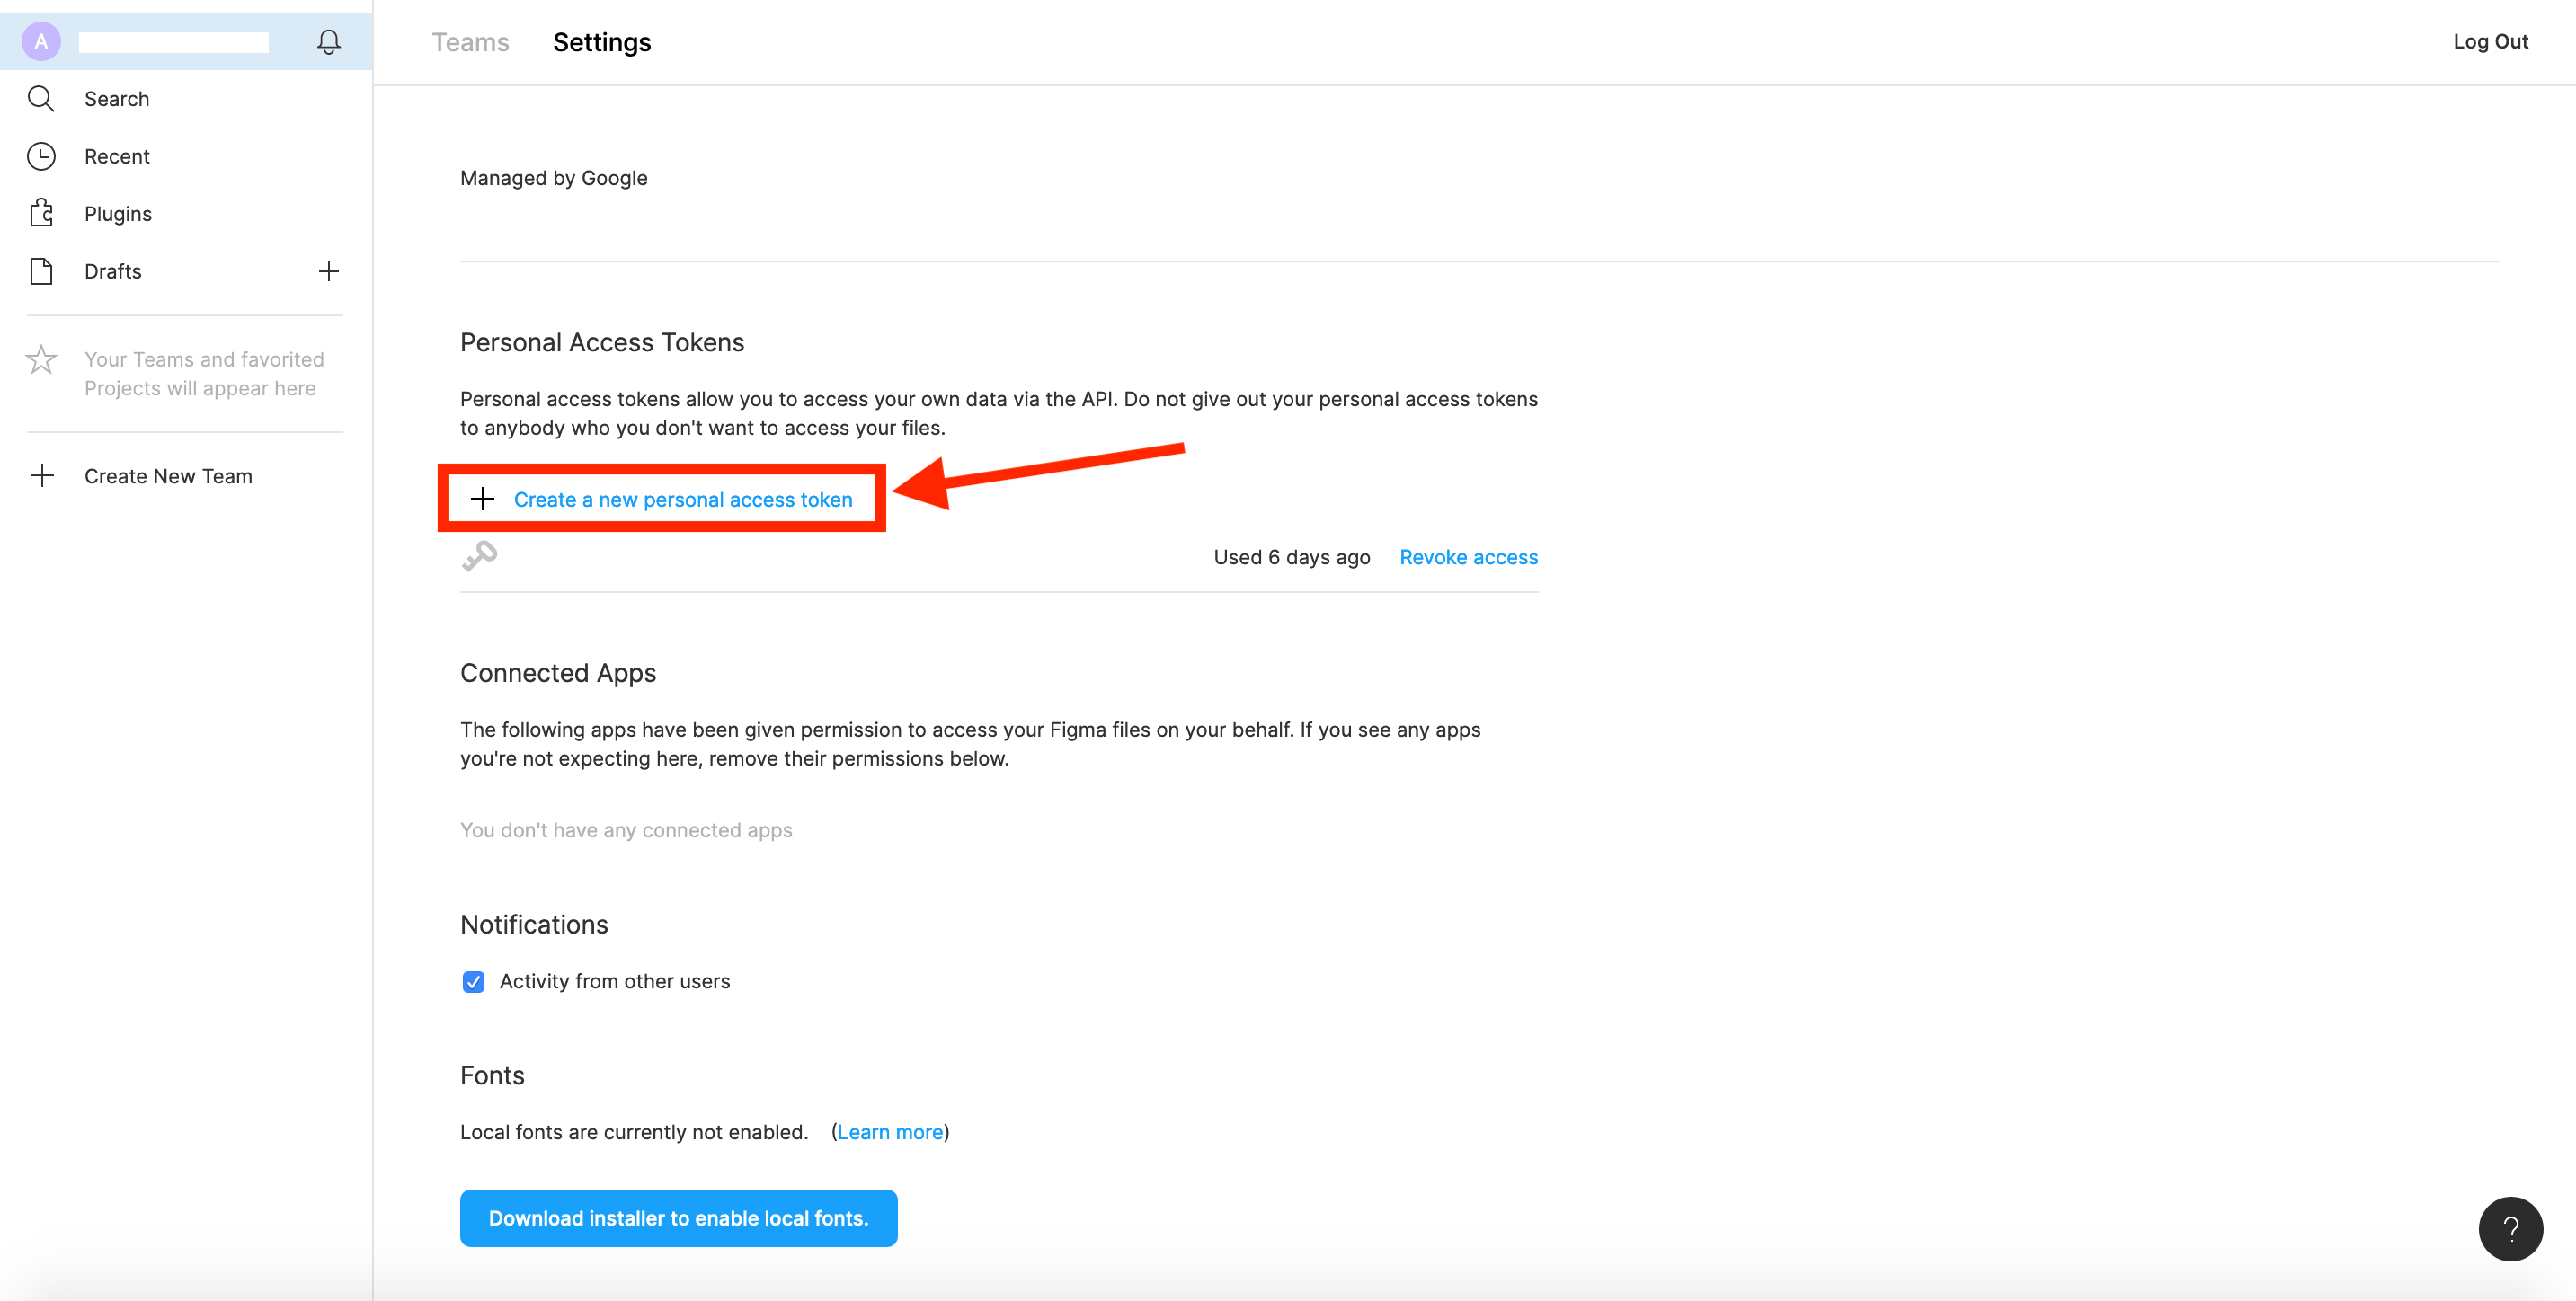 A
Search
Recent
Plugins
Drafts
Your Teams and favorited
Projects will appear here
Create New Team
Teams Settings Log Out
Managed by Google
Personal Access Tokens
Personal access tokens allow you to access your own data via the API. Do not give out your personal access tokens
to anybody who you don't want to access your files.
Create a new personal access token
Used 6 days ago Revoke access
Connected Apps
The following apps have been given permission to access your Figma files on your behalf. If you see any apps
you're not expecting here, remove their permissions below.
You don't have any connected apps
Notifications
Activity from other users
Fonts
Local fonts are currently not enabled. (Learn more)
Download installer to enable local fonts.
?